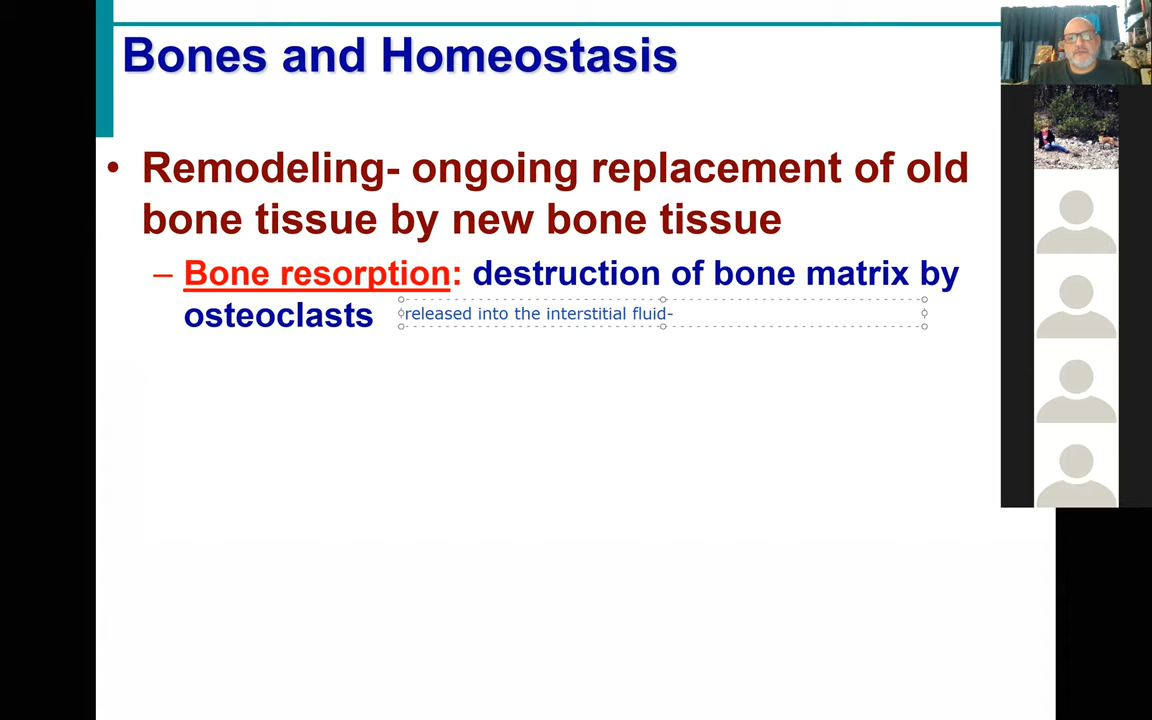 Bones and Homeostasis
• Remodeling- ongoing replacement of old
bone tissue by new bone tissue
– Bone resorption: destruction of bone matrix by
osteoclasts released into the interstitial fluid-